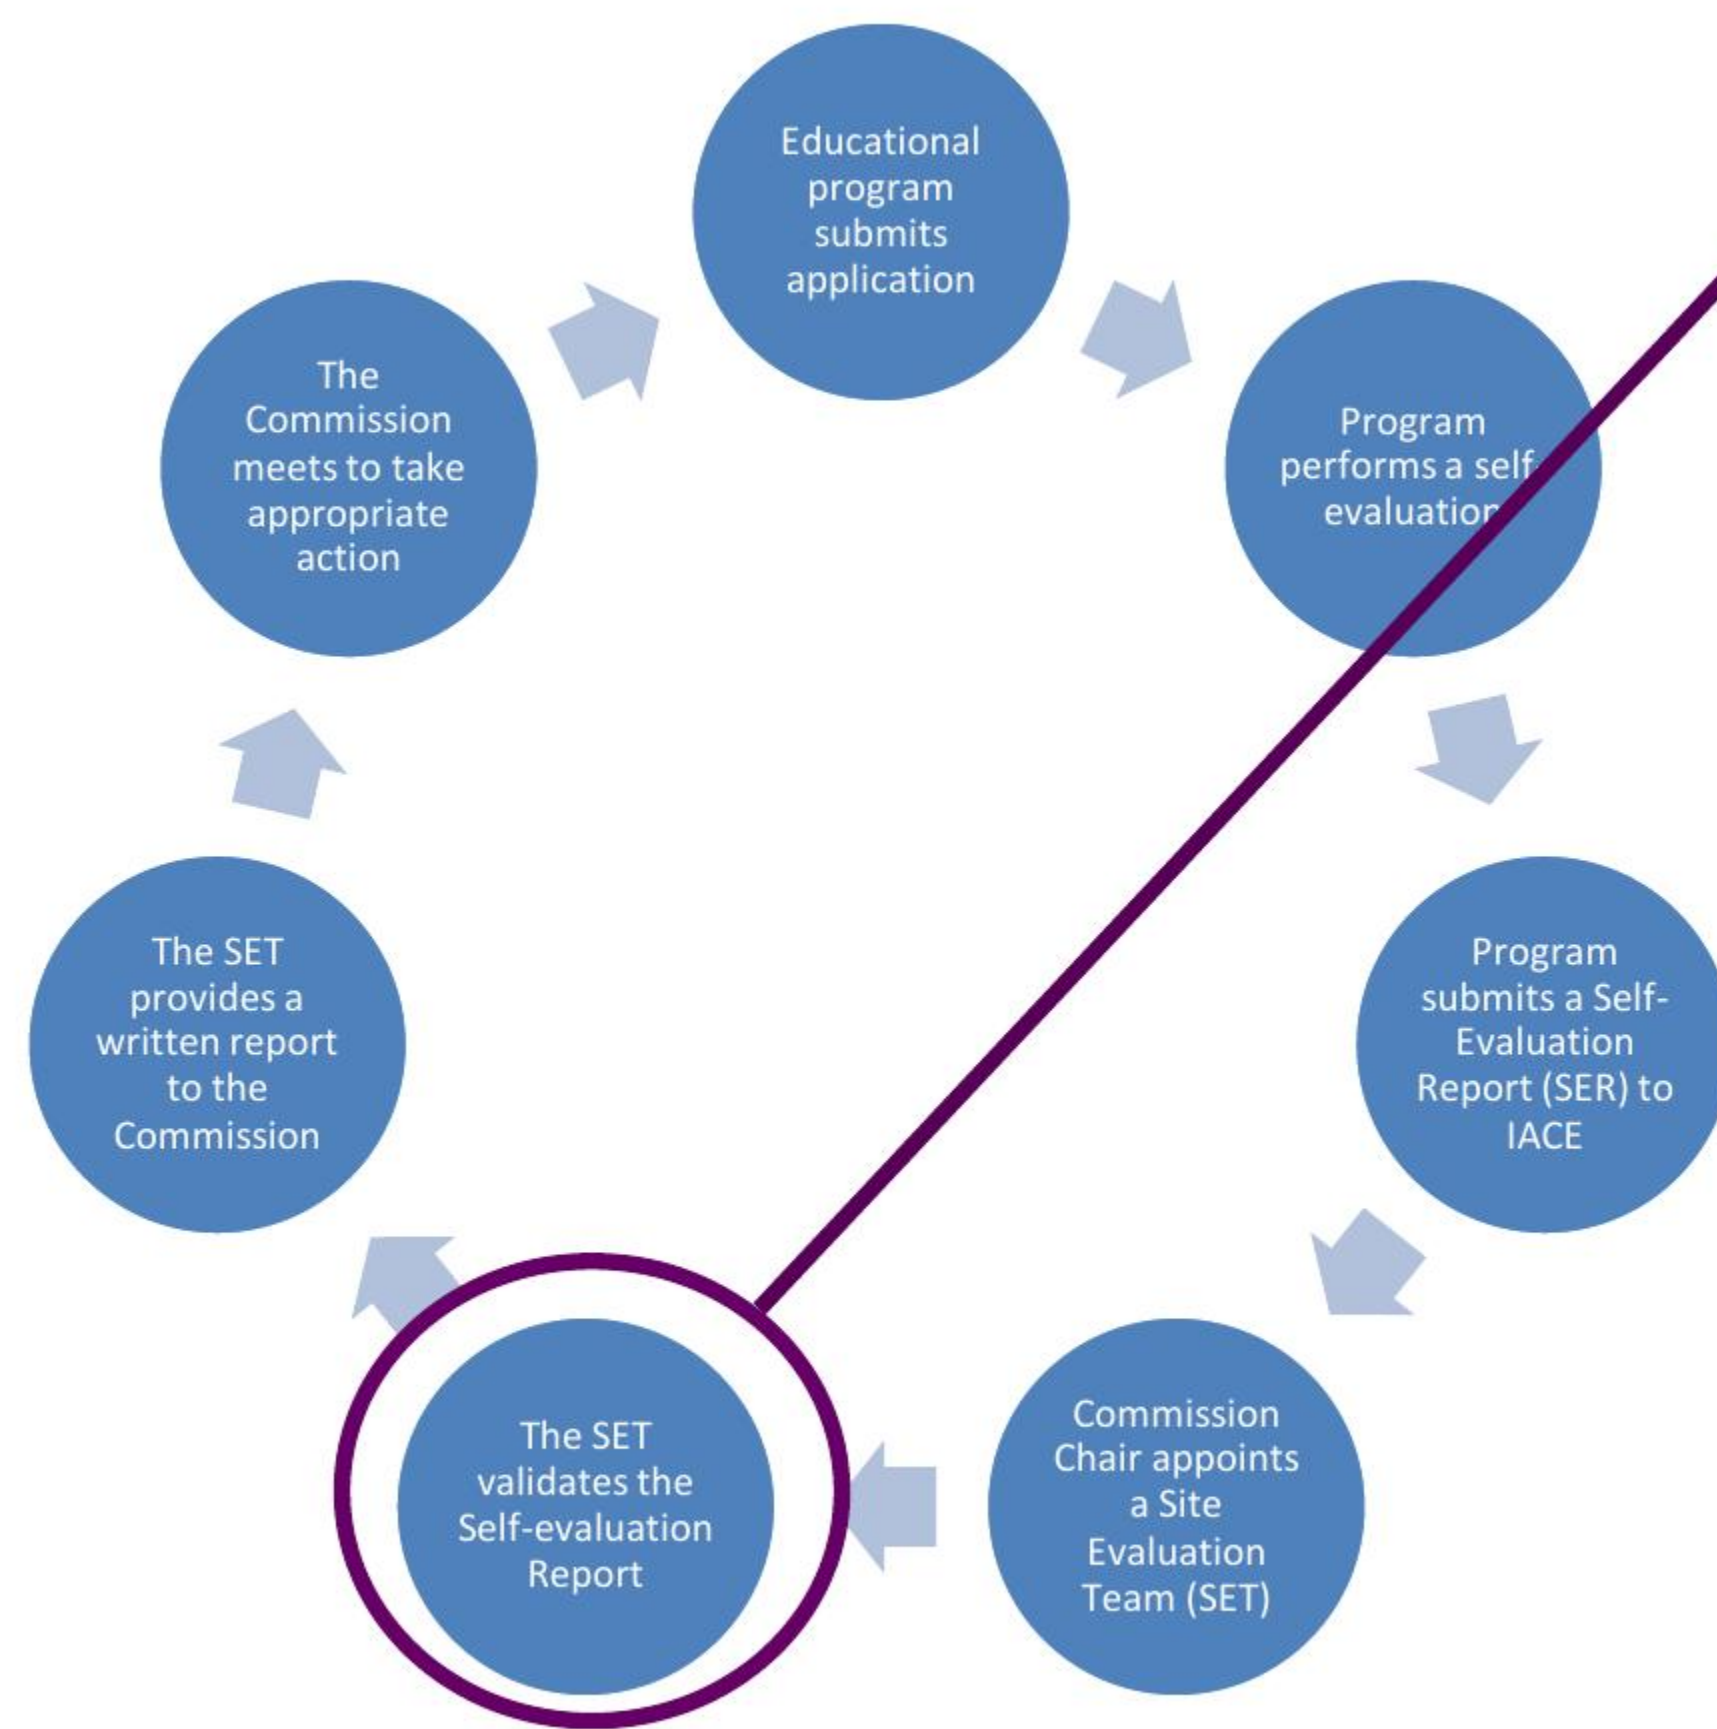 Educational
program
submits
application
Program
performs a self-
evaluation
Program
submits a Self-
Evaluation
Report (SER) to
IACE
Commission
Chair appoints
a Site
Evaluation
Team (SET)
The SET
validates the
Self-evaluation
Report
The SET
provides a
written report
to the
Commission
The
Commission
meets to take
appropriate
action